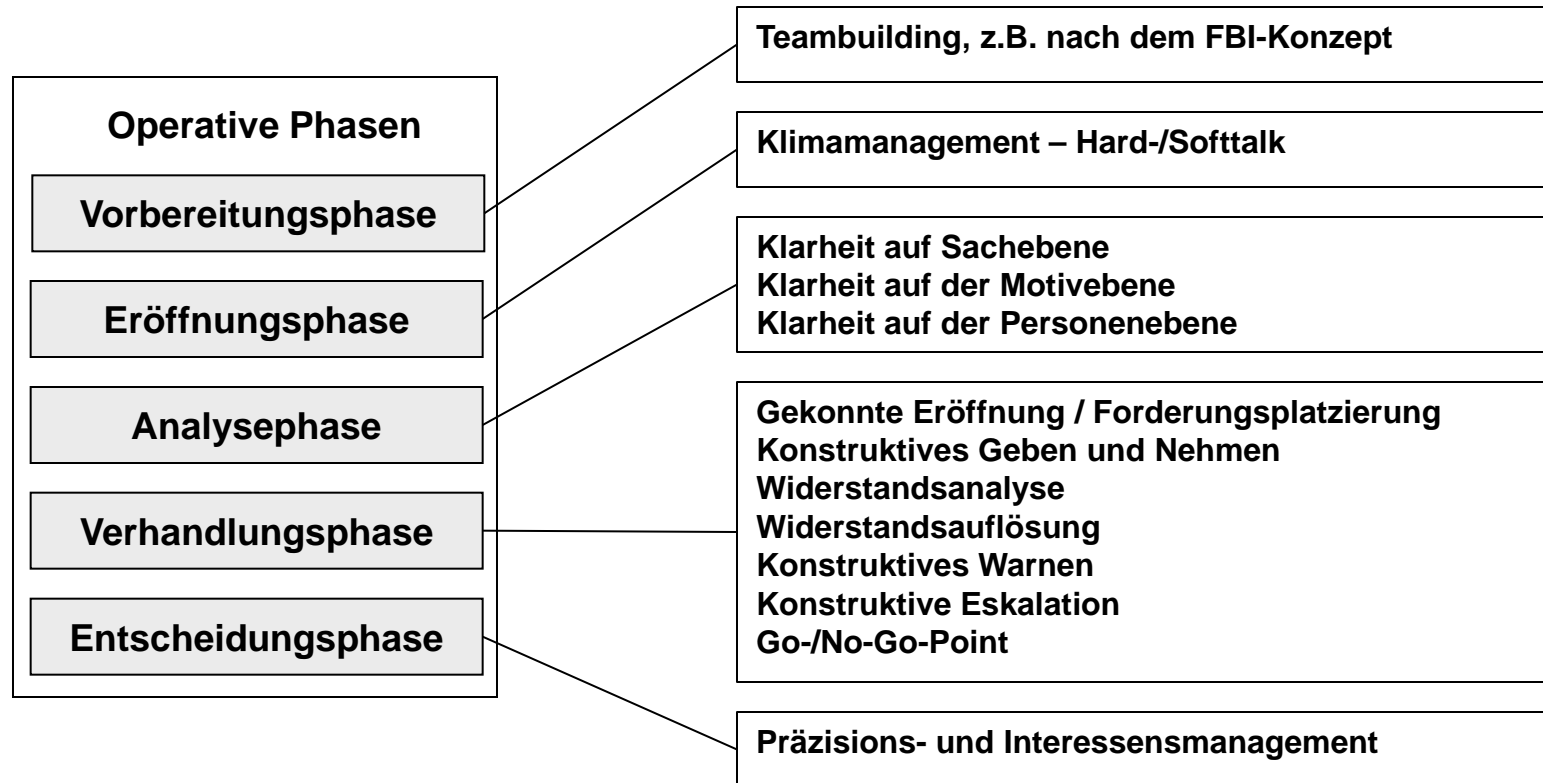 Operative Phasen
Vorbereitungsphase
Eröffnungsphase
Analysephase
Verhandlungsphase
Entscheidungsphase
Teambuilding, z.B. nach dem FBI-Konzept
Klimamanagement – Hard-/Softtalk
Klarheit auf Sachebene
Klarheit auf der Motivebene
Klarheit auf der Personenebene
Gekonnte Eröffnung / Forderungsplatzierung
Konstruktives Geben und Nehmen
Widerstandsanalyse
Widerstandsauflösung
Konstruktives Warnen
Konstruktive Eskalation
Go-/No-Go-Point
Präzisions- und Interessensmanagement